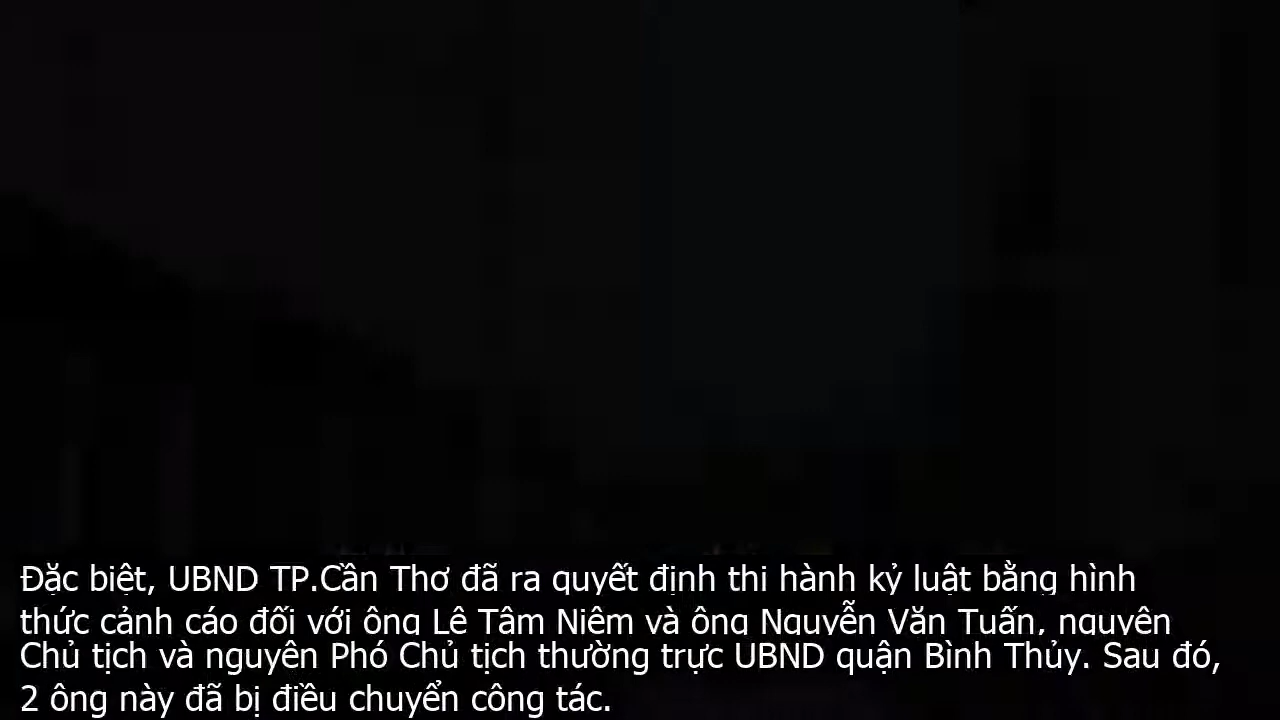 Đặc biệt, UBND TP.Cần Thơ đã ra quyết định thi hành kỷ luật bằng hình
thức cảnh cáo đối với ông Lê Tâm Niệm và ông Nguyễn Văn Tuấn, nguyên
Chủ tịch và nguyên Phó Chủ tịch thường trực UBND quận Bình Thủy. Sau đó,
2 ông này đã bị điều chuyển công tác.